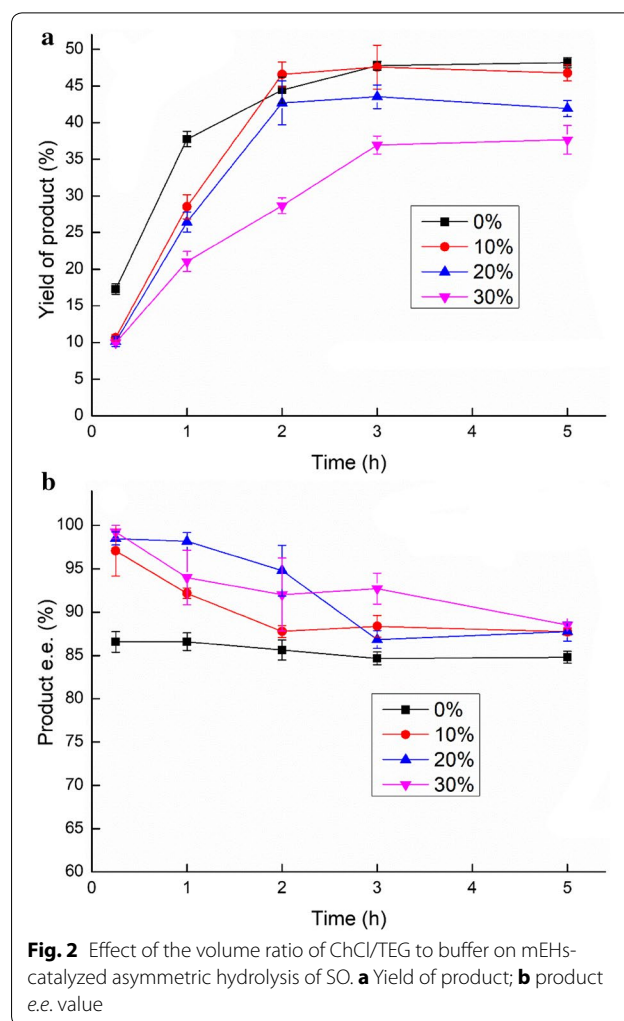 a
50
45
40
35
30
25
20
15
10
5
0
Yield of product (%)
0%
10%
20%
30%
0 1 2 3 4 5
Time (h)
b
100
95
90
85
80
75
70
65
60
Product e.e. (%)
0%
10%
20%
30%
0 1 2 3 4 5
Time (h)
Fig. 2 Effect of the volume ratio of ChCl/TEG to buffer on mEHs-
catalyzed asymmetric hydrolysis of SO. a Yield of product; b product
e.e. value